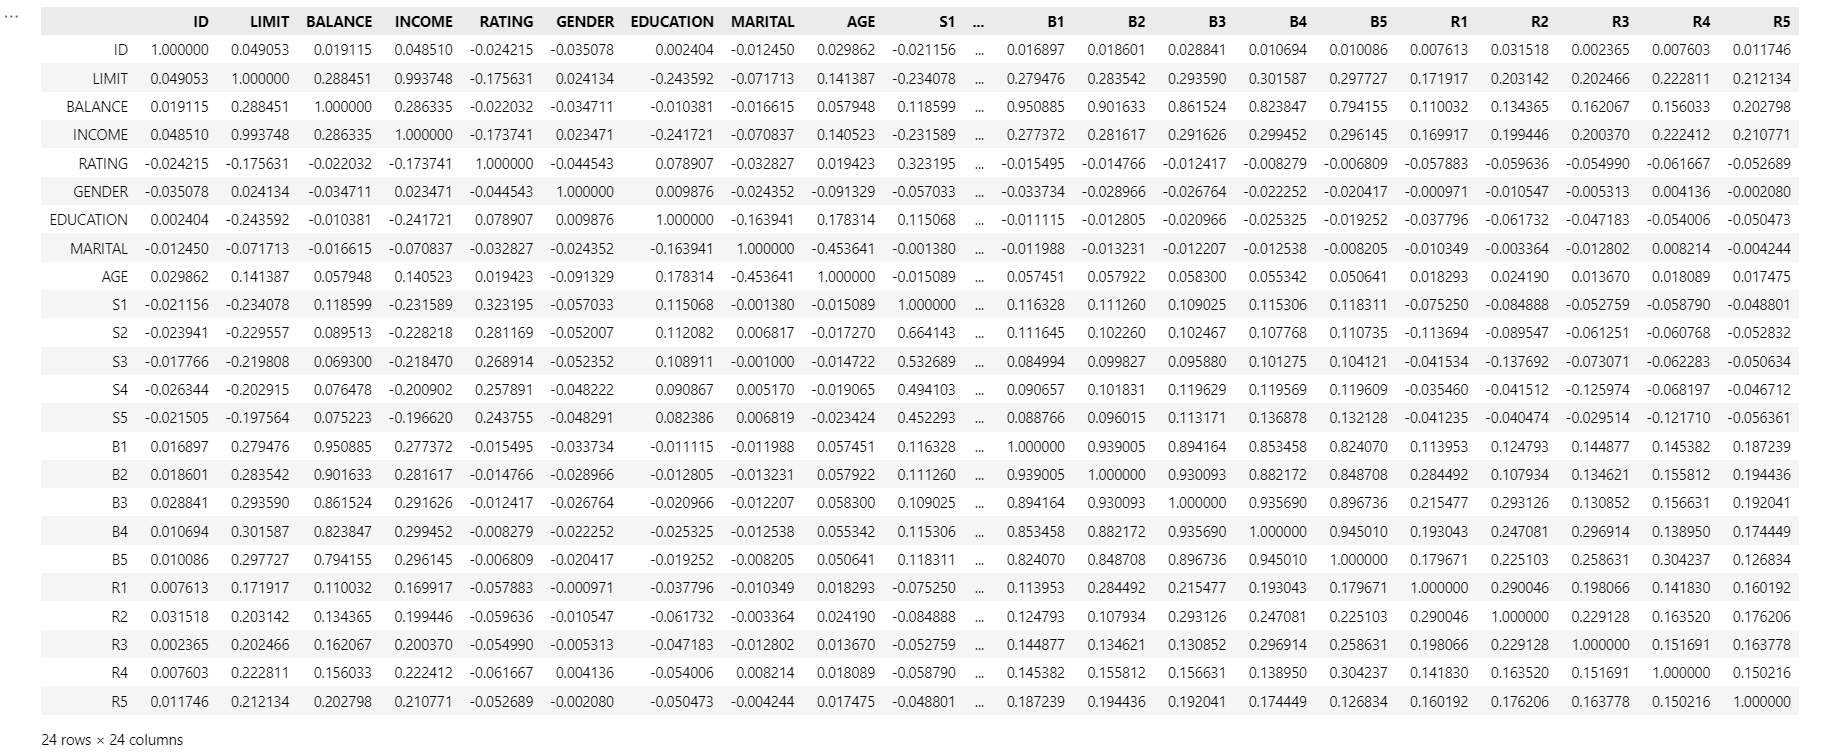 ...
ID LIMIT BALANCE INCOME RATING GENDER EDUCATION MARITAL AGE S1 ... B1 B2 B3 B4 B5 R1 R2 R3 R4 R5
ID 1.000000 0.049053 0.019115 0.048510 -0.024215 -0.035078 0.002404 -0.012450 0.029862 -0.021156 ... 0.016897 0.018601 0.028841 0.010694 0.010086 0.007613 0.031518 0.002365 0.007603 0.011746
LIMIT 0.049053 1.000000 0.288451 0.993748 -0.175631 0.024134 -0.243592 -0.071713 0.141387 -0.234078 ... 0.279476 0.283542 0.293590 0.301587 0.297727 0.171917 0.203142 0.202466 0.222811 0.212134
BALANCE 0.019115 0.288451 1.000000 0.286335 -0.022032 -0.034711 -0.010381 -0.016615 0.057948 0.118599 ... 0.950885 0.901633 0.861524 0.823847 0.794155 0.110032 0.134365 0.162067 0.156033 0.202798
INCOME 0.048510 0.993748 0.286335 1.000000 -0.173741 0.023471 -0.241721 -0.070837 0.140523 -0.231589 ... 0.277372 0.281617 0.291626 0.299452 0.296145 0.169917 0.199446 0.200370 0.222412 0.210771
RATING -0.024215 -0.175631 -0.022032 -0.173741 1.000000 -0.044543 0.078907 -0.032827 0.019423 0.323195 ... -0.015495 -0.014766 -0.012417 -0.008279 -0.006809 -0.057883 -0.059636 -0.054990 -0.061667 -0.052689
GENDER -0.035078 0.024134 -0.034711 0.023471 -0.044543 1.000000 0.009876 -0.024352 -0.091329 -0.057033 ... -0.033734 -0.028966 -0.026764 -0.022252 -0.020417 -0.000971 -0.010547 -0.005313 0.004136 -0.002080
EDUCATION 0.002404 -0.243592 -0.010381 -0.241721 0.078907 0.009876 1.000000 -0.163941 0.178314 0.115068 ... -0.011115 -0.012805 -0.020966 -0.025325 -0.019252 -0.037796 -0.061732 -0.047183 -0.054006 -0.050473
MARITAL -0.012450 -0.071713 -0.016615 -0.070837 -0.032827 -0.024352 -0.163941 1.000000 -0.453641 -0.001380 ... -0.011988 -0.013231 -0.012207 -0.012538 -0.008205 -0.010349 -0.003364 -0.012802 0.008214 -0.004244
AGE 0.029862 0.141387 0.057948 0.140523 0.019423 -0.091329 0.178314 -0.453641 1.000000 -0.015089 ... 0.057451 0.057922 0.058300 0.055342 0.050641 0.018293 0.024190 0.013670 0.018089 0.017475
S1 -0.021156 -0.234078 0.118599 -0.231589 0.323195 -0.057033 0.115068 -0.001380 -0.015089 1.000000 ... 0.116328 0.111260 0.109025 0.115306 0.118311 -0.075250 -0.084888 -0.052759 -0.058790 -0.048801
S2 -0.023941 -0.229557 0.089513 -0.228218 0.281169 -0.052007 0.112082 0.006817 -0.017270 0.664143 ... 0.111645 0.102260 0.102467 0.107768 0.110735 -0.113694 -0.089547 -0.061251 -0.060768 -0.052832
S3 -0.017766 -0.219808 0.069300 -0.218470 0.268914 -0.052352 0.108911 -0.001000 -0.014722 0.532689 ... 0.084994 0.099827 0.095880 0.101275 0.104121 -0.041534 -0.137692 -0.073071 -0.062283 -0.050634
S4 -0.026344 -0.202915 0.076478 -0.200902 0.257891 -0.048222 0.090867 0.005170 -0.019065 0.494103 ... 0.090657 0.101831 0.119629 0.119569 0.119609 -0.035460 -0.041512 -0.125974 -0.068197 -0.046712
S5 -0.021505 -0.197564 0.075223 -0.196620 0.243755 -0.048291 0.082386 0.006819 -0.023424 0.452293 ... 0.088766 0.096015 0.113171 0.136878 0.132128 -0.041235 -0.040474 -0.029514 -0.121710 -0.056361
B1 0.016897 0.279476 0.950885 0.277372 -0.015495 -0.033734 -0.011115 -0.011988 0.057451 0.116328 ... 1.000000 0.939005 0.894164 0.853458 0.824070 0.113953 0.124793 0.144877 0.145382 0.187239
B2 0.018601 0.283542 0.901633 0.281617 -0.014766 -0.028966 -0.012805 -0.013231 0.057922 0.111260 ... 0.939005 1.000000 0.930093 0.882172 0.848708 0.284492 0.107934 0.134621 0.155812 0.194436
B3 0.028841 0.293590 0.861524 0.291626 -0.012417 -0.026764 -0.020966 -0.012207 0.058300 0.109025 ... 0.894164 0.930093 1.000000 0.935690 0.896736 0.215477 0.293126 0.130852 0.156631 0.192041
B4 0.010694 0.301587 0.823847 0.299452 -0.008279 -0.022252 -0.025325 -0.012538 0.055342 0.115306 ... 0.853458 0.882172 0.935690 1.000000 0.945010 0.193043 0.247081 0.296914 0.138950 0.174449
B5 0.010086 0.297727 0.794155 0.296145 -0.006809 -0.020417 -0.019252 -0.008205 0.050641 0.118311 ... 0.824070 0.848708 0.896736 0.945010 1.000000 0.179671 0.225103 0.258631 0.304237 0.126834
R1 0.007613 0.171917 0.110032 0.169917 -0.057883 -0.000971 -0.037796 -0.010349 0.018293 -0.075250 ... 0.113953 0.284492 0.215477 0.193043 0.179671 1.000000 0.290046 0.198066 0.141830 0.160192
R2 0.031518 0.203142 0.134365 0.199446 -0.059636 -0.010547 -0.061732 -0.003364 0.024190 -0.084888 ... 0.124793 0.107934 0.293126 0.247081 0.225103 0.290046 1.000000 0.229128 0.163520 0.176206
R3 0.002365 0.202466 0.162067 0.200370 -0.054990 -0.005313 -0.047183 -0.012802 0.013670 -0.052759 ... 0.144877 0.134621 0.130852 0.296914 0.258631 0.198066 0.229128 1.000000 0.151691 0.163778
R4 0.007603 0.222811 0.156033 0.222412 -0.061667 0.004136 -0.054006 0.008214 0.018089 -0.058790 ... 0.145382 0.155812 0.156631 0.138950 0.304237 0.141830 0.163520 0.151691 1.000000 0.150216
R5 0.011746 0.212134 0.202798 0.210771 -0.052689 -0.002080 -0.050473 -0.004244 0.017475 -0.048801 ... 0.187239 0.194436 0.192041 0.174449 0.126834 0.160192 0.176206 0.163778 0.150216 1.000000
24 rows × 24 columns